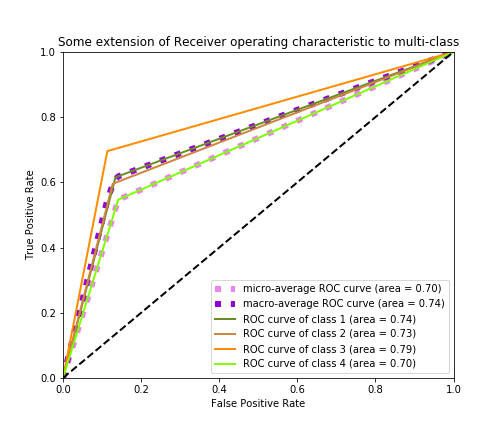 Some extension of Receiver operating characteristic to multi-class
1.0
0.8
0.6
0.4
0.2
0.0
True Positive Rate
micro-average ROC curve (area = 0.70)
macro-average ROC curve (area = 0.74)
ROC curve of class 1 (area = 0.74)
ROC curve of class 2 (area = 0.73)
ROC curve of class 3 (area = 0.79)
ROC curve of class 4 (area = 0.70)
0.0 0.2 0.4 0.6 0.8 1.0
False Positive Rate